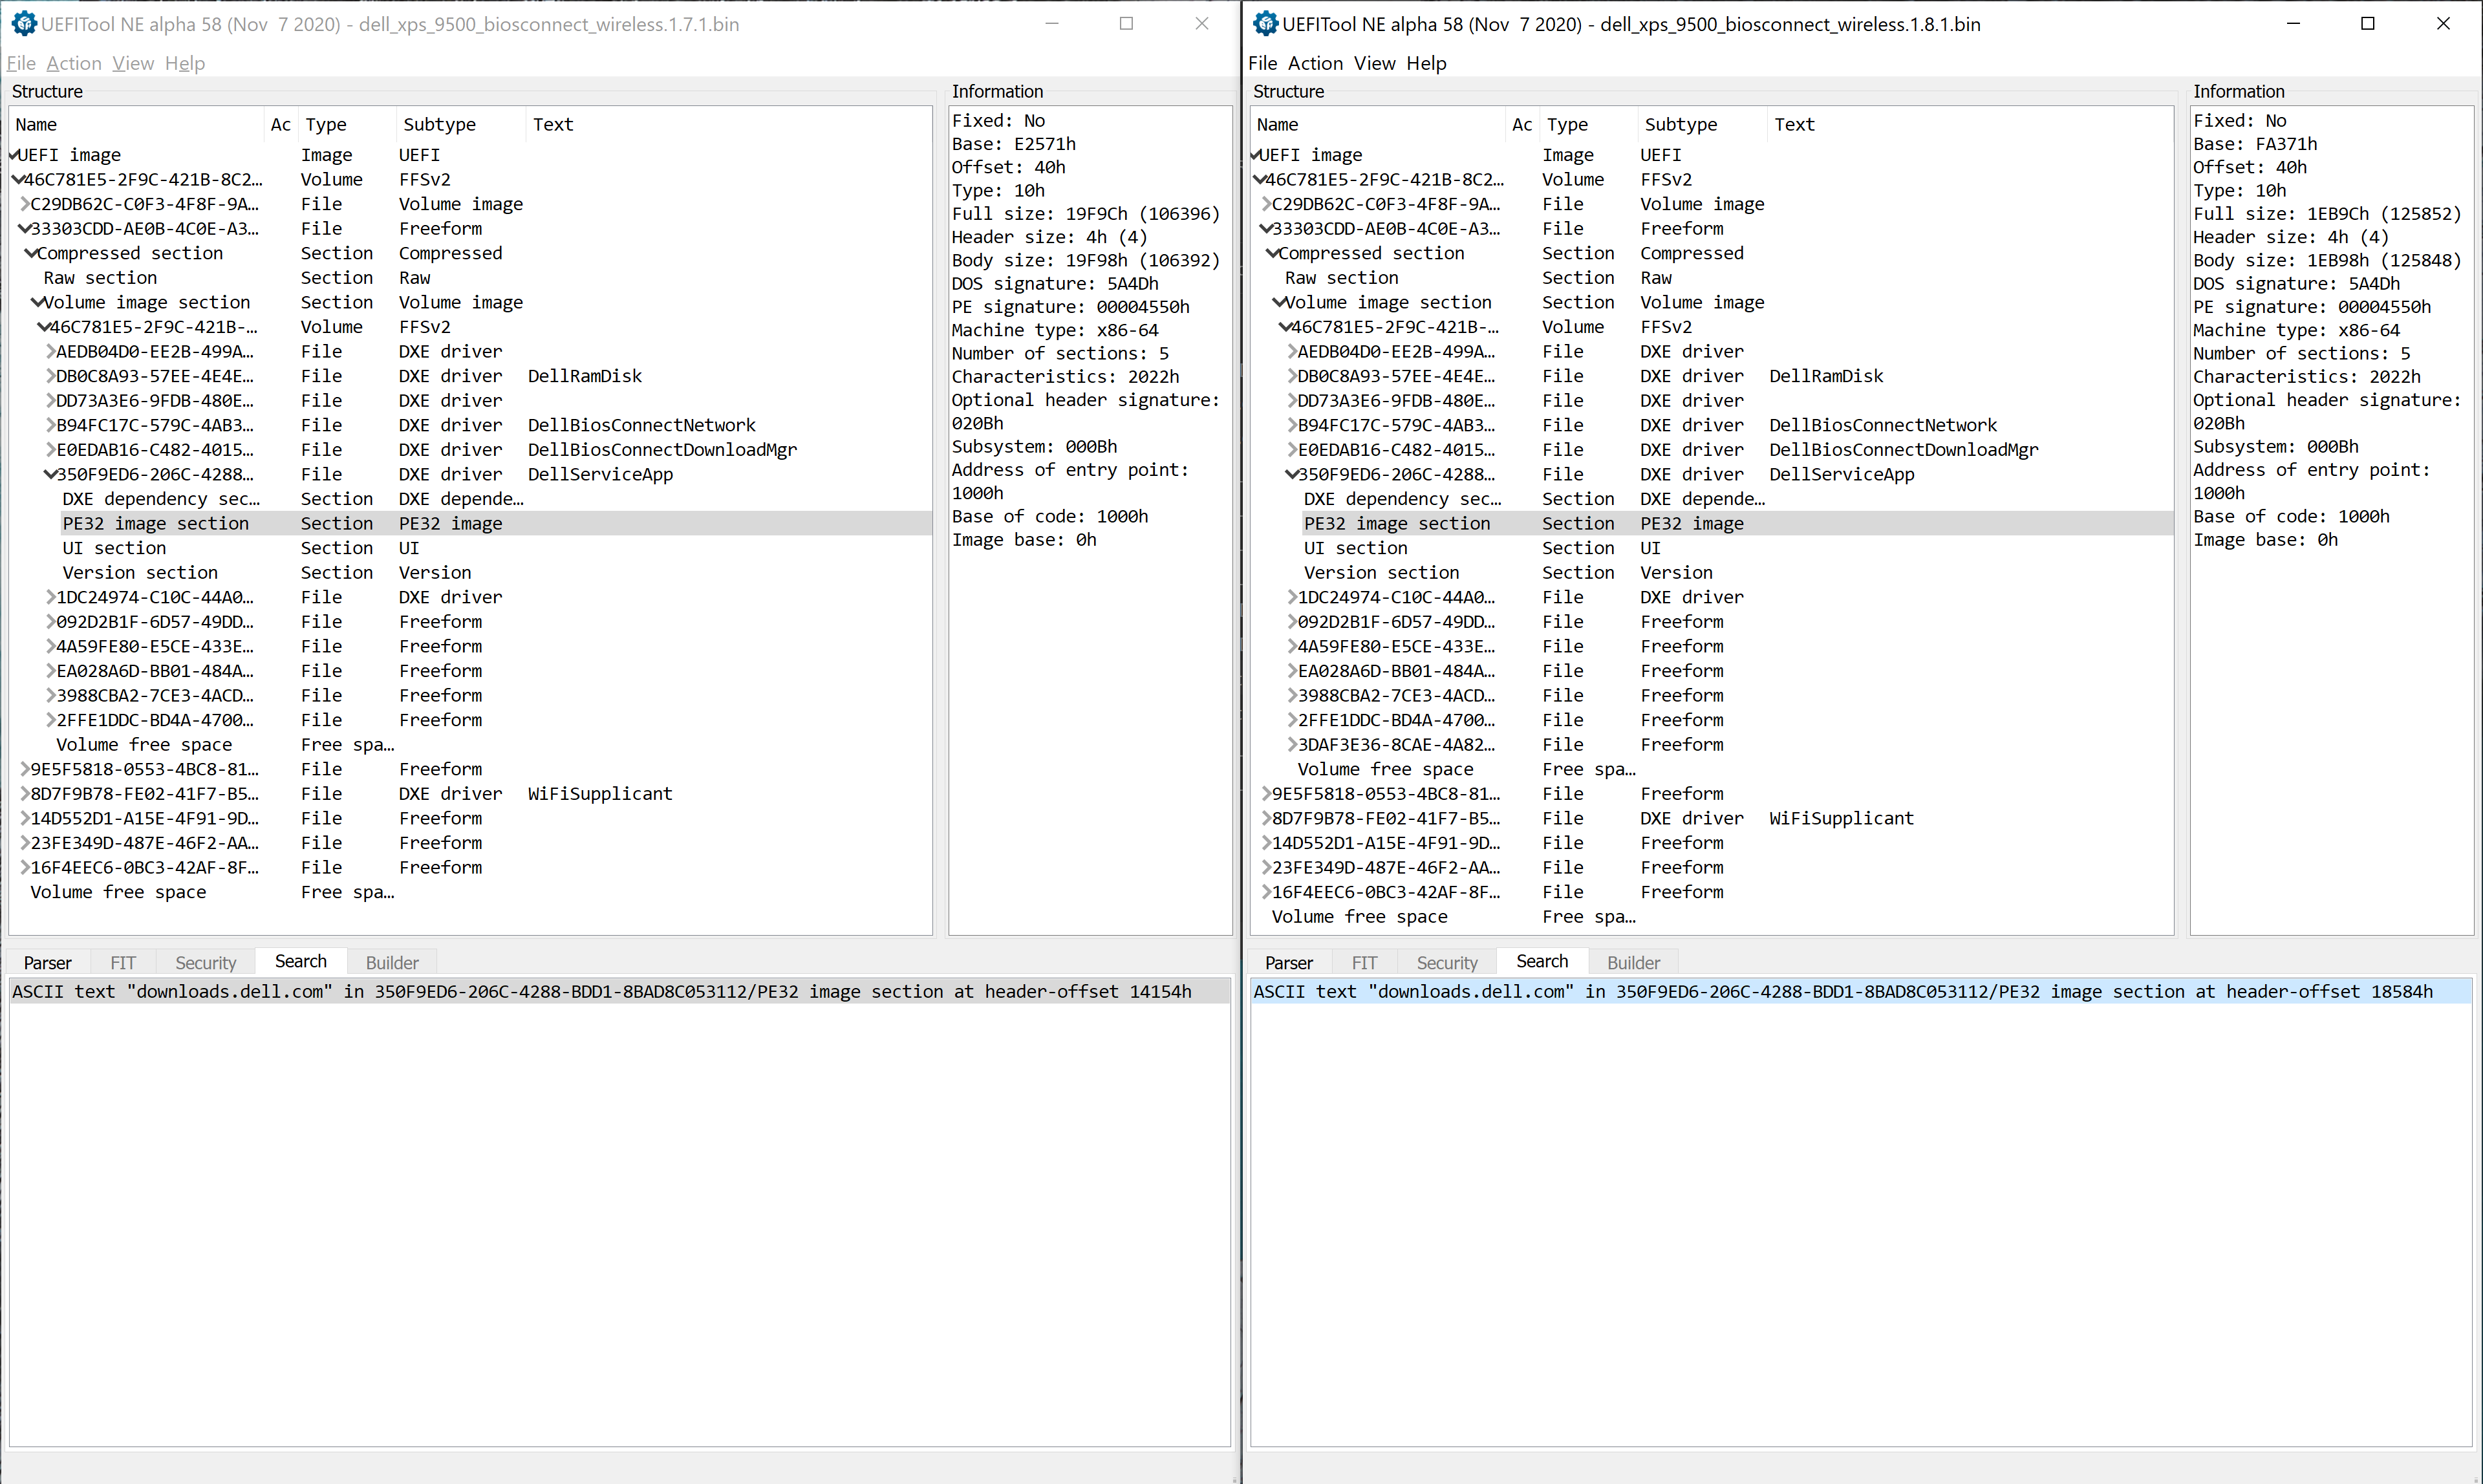 UEFITool NE alpha 58 (Nov  7 2020) - dell_xps_9500_biosconnect_wireless.1.7.1.bin
File Action View Help
Structure
Name Ac Type Subtype Text
UEFI image Image UEFI
46C781E5-2F9C-421B-8C2... Volume FFSv2
C29DB62C-C0F3-4F8F-9A... File Volume image
33303CDD-AE0B-4C0E-A3... File Freeform
Compressed section Section Compressed
Raw section Section Raw
Volume image section Section Volume image
46C781E5-2F9C-421B-... Volume FFSv2
AEDB04D0-EE2B-499A... File DXE driver
DB0C8A93-57EE-4E4E... File DXE driver DellRamDisk
DD73A3E6-9FDB-480E... File DXE driver
B94FC17C-579C-4AB3... File DXE driver DellBiosConnectNetwork
E0EDAB16-C482-4015... File DXE driver DellBiosConnectDownloadMgr
350F9ED6-206C-4288... File DXE driver DellServiceApp
DXE dependency sec... Section DXE depende...
PE32 image section Section PE32 image
UI section Section UI
Version section Section Version
1DC24974-C10C-44A0... File DXE driver
092D2B1F-6D57-49DD... File Freeform
4A59FE80-E5CE-433E... File Freeform
EA028A6D-BB01-484A... File Freeform
3988CBA2-7CE3-4ACD... File Freeform
2FFE1DDC-BD4A-4700... File Freeform
Volume free space Free spa...
9E5F5818-0553-4BC8-81... File Freeform
8D7F9B78-FE02-41F7-B5... File DXE driver WiFiSupplicant
14D552D1-A15E-4F91-9D... File Freeform
23FE349D-487E-46F2-AA... File Freeform
16F4EEC6-0BC3-42AF-8F... File Freeform
Volume free space Free spa...
Information
Fixed: No
Base: E2571h
Offset: 40h
Type: 10h
Full size: 19F9Ch (106396)
Header size: 4h (4)
Body size: 19F98h (106392)
DOS signature: 5A4Dh
PE signature: 00004550h
Machine type: x86-64
Number of sections: 5
Characteristics: 2022h
Optional header signature:
020Bh
Subsystem: 000Bh
Address of entry point:
1000h
Base of code: 1000h
Image base: 0h
Parser FIT Security Search Builder
ASCII text "downloads.dell.com" in 350F9ED6-206C-4288-BDD1-8BAD8C053112/PE32 image section at header-offset 14154h
UEFITool NE alpha 58 (Nov  7 2020) - dell_xps_9500_biosconnect_wireless.1.8.1.bin
File Action View Help
Structure
Name Ac Type Subtype Text
UEFI image Image UEFI
46C781E5-2F9C-421B-8C2... Volume FFSv2
C29DB62C-C0F3-4F8F-9A... File Volume image
33303CDD-AE0B-4C0E-A3... File Freeform
Compressed section Section Compressed
Raw section Section Raw
Volume image section Section Volume image
46C781E5-2F9C-421B-... Volume FFSv2
AEDB04D0-EE2B-499A... File DXE driver
DB0C8A93-57EE-4E4E... File DXE driver DellRamDisk
DD73A3E6-9FDB-480E... File DXE driver
B94FC17C-579C-4AB3... File DXE driver DellBiosConnectNetwork
E0EDAB16-C482-4015... File DXE driver DellBiosConnectDownloadMgr
350F9ED6-206C-4288... File DXE driver DellServiceApp
DXE dependency sec... Section DXE depende...
PE32 image section Section PE32 image
UI section Section UI
Version section Section Version
1DC24974-C10C-44A0... File DXE driver
092D2B1F-6D57-49DD... File Freeform
4A59FE80-E5CE-433E... File Freeform
EA028A6D-BB01-484A... File Freeform
3988CBA2-7CE3-4ACD... File Freeform
2FFE1DDC-BD4A-4700... File Freeform
3DAF3E36-8CAE-4A82... File Freeform
Volume free space Free spa...
9E5F5818-0553-4BC8-81... File Freeform
8D7F9B78-FE02-41F7-B5... File DXE driver WiFiSupplicant
14D552D1-A15E-4F91-9D... File Freeform
23FE349D-487E-46F2-AA... File Freeform
16F4EEC6-0BC3-42AF-8F... File Freeform
Volume free space Free spa...
Information
Fixed: No
Base: FA371h
Offset: 40h
Type: 10h
Full size: 1EB9Ch (125852)
Header size: 4h (4)
Body size: 1EB98h (125848)
DOS signature: 5A4Dh
PE signature: 00004550h
Machine type: x86-64
Number of sections: 5
Characteristics: 2022h
Optional header signature:
020Bh
Subsystem: 000Bh
Address of entry point:
1000h
Base of code: 1000h
Image base: 0h
Parser FIT Security Search Builder
ASCII text "downloads.dell.com" in 350F9ED6-206C-4288-BDD1-8BAD8C053112/PE32 image section at header-offset 18584h